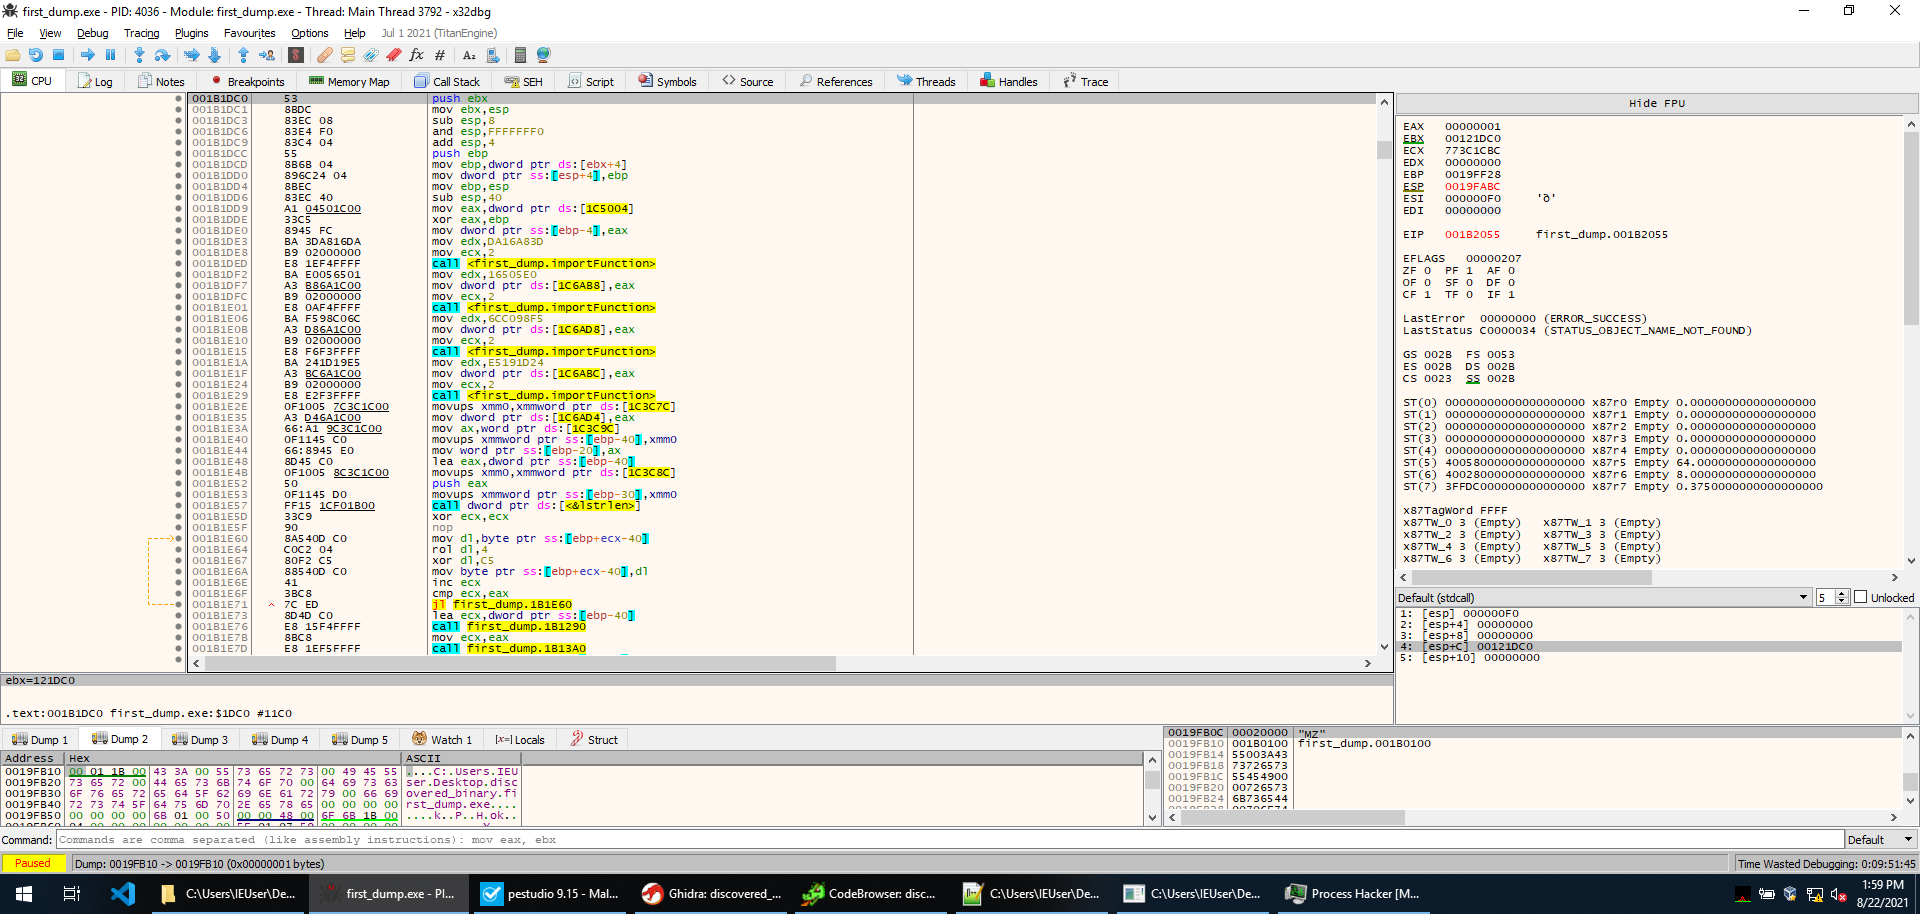 first_dump.exe - PID: 4036 - Module: first_dump.exe - Thread: Main Thread 3792 - x32dbg
File View Debug Tracing Plugins Favourites Options Help Jul 1 2021 (TitanEngine)
CPU Log Notes Breakpoints Memory Map Call Stack SEH Script Symbols Source References Threads Handles Trace
001B1DC0 53 push ebx
001B1DC1 8BDC mov ebx,esp
001B1DC3 83EC 08 sub esp,8
001B1DC6 83E4 F0 and esp,FFFFFFF0
001B1DC9 83C4 04 add esp,4
001B1DCC 55 push ebp
001B1DCD 8B6B 04 mov ebp,dword ptr ds:[ebx+4]
001B1DD0 896C24 04 mov dword ptr ss:[esp+4],ebp
001B1DD4 8BEC mov ebp,esp
001B1DD6 83EC 40 sub esp,40
001B1DD9 A1 04501C00 mov eax,dword ptr ds:[1C5004]
001B1DDE 33C5 xor eax,ebp
001B1DE0 8945 FC mov dword ptr ss:[ebp-4],eax
001B1DE3 BA 3DA816DA mov edx,DA16A83D
001B1DE8 B9 02000000 mov ecx,2
001B1DED E8 1EF4FFFF call <first_dump.importFunction>
001B1DF2 BA E0056501 mov edx,16505E0
001B1DF7 A3 B86A1C00 mov dword ptr ds:[1C6AB8],eax
001B1DFC B9 02000000 mov ecx,2
001B1E01 E8 0AF4FFFF call <first_dump.importFunction>
001B1E06 BA F598C06C mov edx,6CC098F5
001B1E0B A3 D86A1C00 mov dword ptr ds:[1C6AD8],eax
001B1E10 B9 02000000 mov ecx,2
001B1E15 E8 F6F3FFFF call <first_dump.importFunction>
001B1E1A BA 241D19E5 mov edx,E5191D24
001B1E1F A3 BC6A1C00 mov dword ptr ds:[1C6ABC],eax
001B1E24 B9 02000000 mov ecx,2
001B1E29 E8 E2F3FFFF call <first_dump.importFunction>
001B1E2E 0F1005 7C3C1C00 movups xmm0,xmmword ptr ds:[1C3C7C]
001B1E35 A3 D46A1C00 mov dword ptr ds:[1C6AD4],eax
001B1E3A 66:A1 9C3C1C00 mov ax,word ptr ds:[1C3C9C]
001B1E40 0F1145 C0 movups xmmword ptr ss:[ebp-40],xmm0
001B1E44 66:8945 E0 mov word ptr ss:[ebp-20],ax
001B1E48 8D45 C0 lea eax,dword ptr ss:[ebp-40]
001B1E4B 0F1005 8C3C1C00 movups xmm0,xmmword ptr ds:[1C3C8C]
001B1E52 50 push eax
001B1E53 0F1145 D0 movups xmmword ptr ss:[ebp-30],xmm0
001B1E57 FF15 1CF01B00 call dword ptr ds:[<&lstrlen>]
001B1E5D 33C9 xor ecx,ecx
001B1E5F 90 nop
001B1E60 8A540D C0 mov dl,byte ptr ss:[ebp+ecx-40]
001B1E64 C0C2 04 rol dl,4
001B1E67 80F2 C5 xor dl,C5
001B1E6A 88540D C0 mov byte ptr ss:[ebp+ecx-40],dl
001B1E6E 41 inc ecx
001B1E6F 3BC8 cmp ecx,eax
001B1E71 7C ED jl first_dump.1B1E60
001B1E73 8D4D C0 lea ecx,dword ptr ss:[ebp-40]
001B1E76 E8 15F4FFFF call first_dump.1B1290
001B1E7B 8BC8 mov ecx,eax
001B1E7D E8 1EF5FFFF call first_dump.1B13A0
ebx=121DC0
.text:001B1DC0 first_dump.exe:$1DC0 #11C0
Hide FPU
EAX 00000001
EBX 00121DC0
ECX 773C1CBC
EDX 00000000
EBP 0019FF28
ESP 0019FABC
ESI 000000F0 'ð'
EDI 00000000
EIP 001B2055 first_dump.001B2055
EFLAGS 00000207
ZF 0 PF 1 AF 0
OF 0 SF 0 DF 0
CF 1 TF 0 IF 1
LastError 00000000 (ERROR_SUCCESS)
LastStatus C0000034 (STATUS_OBJECT_NAME_NOT_FOUND)
GS 002B FS 0053
ES 002B DS 002B
CS 0023 SS 002B
ST(0) 00000000000000000000 x87r0 Empty 0.000000000000000000
ST(1) 00000000000000000000 x87r1 Empty 0.000000000000000000
ST(2) 00000000000000000000 x87r2 Empty 0.000000000000000000
ST(3) 00000000000000000000 x87r3 Empty 0.000000000000000000
ST(4) 00000000000000000000 x87r4 Empty 0.000000000000000000
ST(5) 40058000000000000000 x87r5 Empty 64.00000000000000000
ST(6) 40028000000000000000 x87r6 Empty 8.000000000000000000
ST(7) 3FFDC000000000000000 x87r7 Empty 0.3750000000000000000
x87TagWord FFFF
x87TW_0 3 (Empty) x87TW_1 3 (Empty)
x87TW_2 3 (Empty) x87TW_3 3 (Empty)
x87TW_4 3 (Empty) x87TW_5 3 (Empty)
x87TW_6 3 (Empty) x87TW_7 3 (Empty)
Default (stdcall) 5 Unlocked
1: [esp] 000000F0
2: [esp+4] 00000000
3: [esp+8] 00000000
4: [esp+C] 00121DC0
5: [esp+10] 00000000
Dump 1 Dump 2 Dump 3 Dump 4 Dump 5 Watch 1 [x=] Locals Struct
Address Hex ASCII
0019FB10 00 01 1B 00 43 3A 00 55 73 65 72 73 00 49 45 55 ....C:.Users.IEU
0019FB20 73 65 72 00 44 65 73 6B 74 6F 70 00 64 69 73 63 ser.Desktop.disc
0019FB30 6F 76 65 72 65 64 5F 62 69 6E 61 72 79 00 66 69 overed_binary.fi
0019FB40 72 73 74 5F 64 75 6D 70 2E 65 78 65 00 00 00 00 rst_dump.exe....
0019FB50 00 00 00 00 6B 01 00 50 00 00 48 00 6F 6B 1B 00 ....k..P..H.ok..
0019FB0C 00020000 "MZ"
0019FB10 001B0100 first_dump.001B0100
0019FB14 55003A43
0019FB18 73726573
0019FB1C 55454900
0019FB20 00726573
0019FB24 6B736544
Command: Commands are comma separated (like assembly instructions): mov eax, ebx Default
Paused Dump: 0019FB10 -> 0019FB10 (0x00000001 bytes) Time Wasted Debugging: 0:09:51:45
C:\Users\IEUser\De... first_dump.exe - PI... pestudio 9.15 - Mal... Ghidra: discovered_... CodeBrowser: disc... C:\Users\IEUser\De... C:\Users\IEUser\De... Process Hacker [M...
1:59 PM
8/22/2021